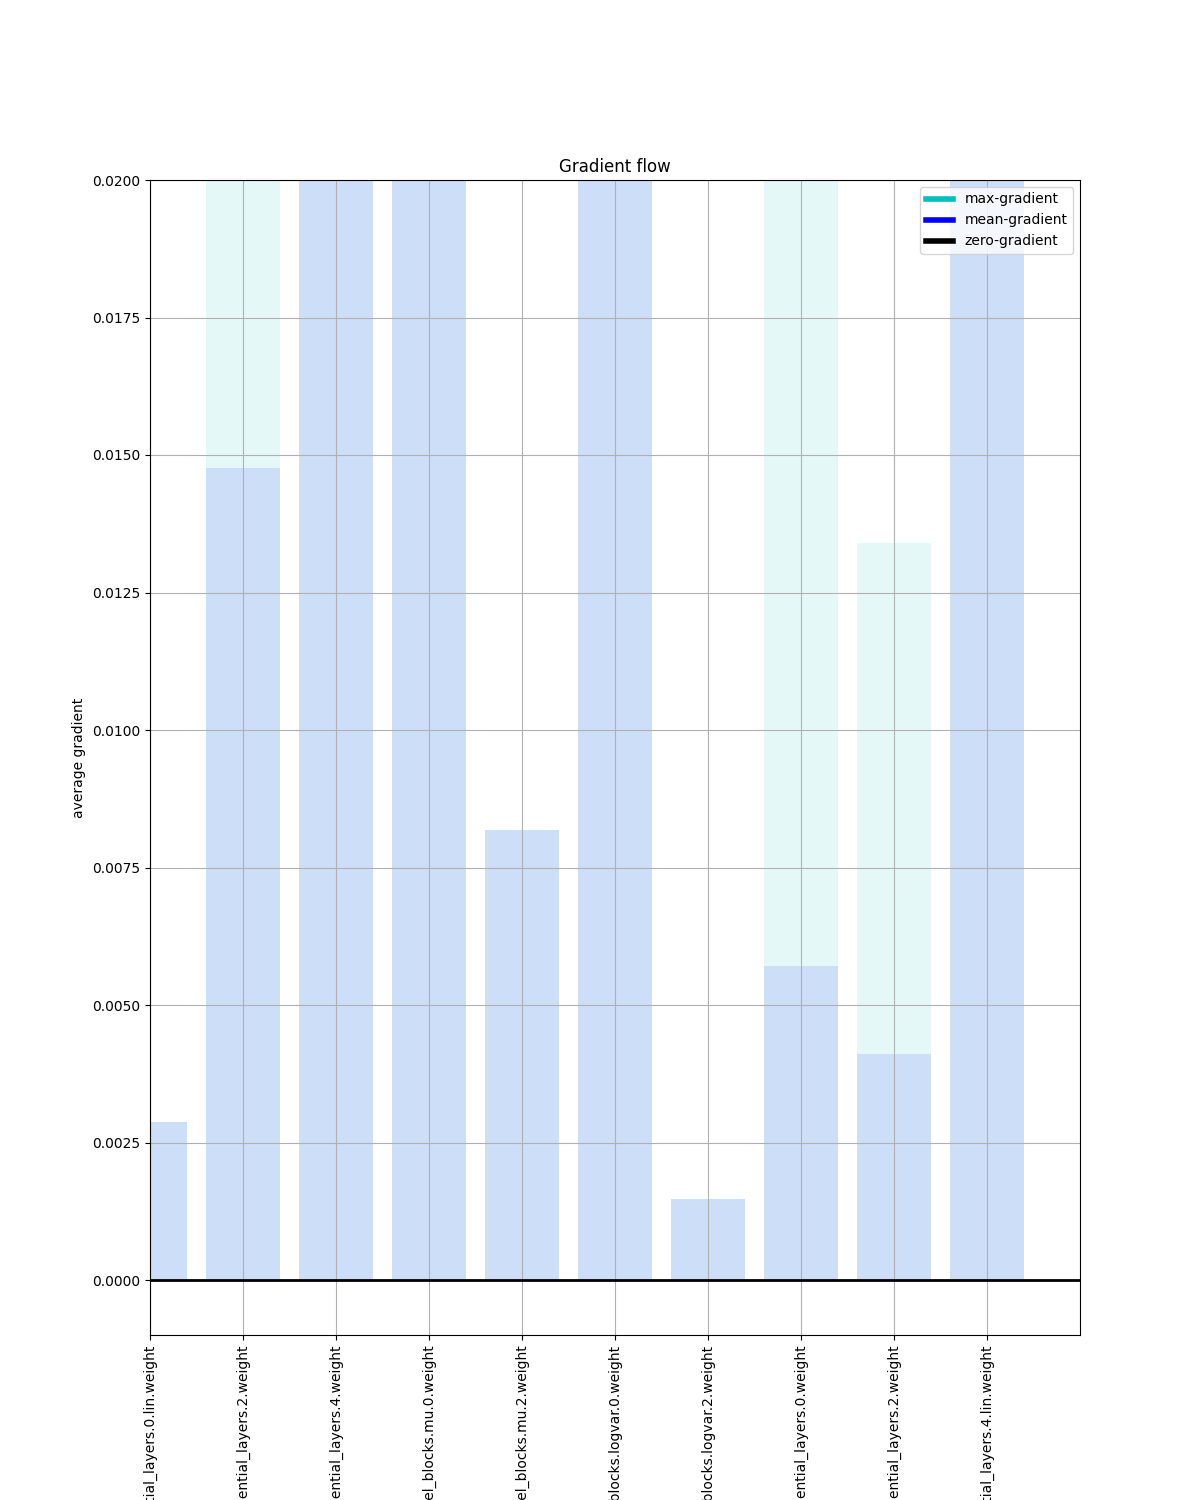 Gradient flow
max-gradient
mean-gradient
zero-gradient
0.0200
0.0175
0.0150
0.0125
0.0100
0.0075
0.0050
0.0025
0.0000
average gradient
tial_layers.0.lin.weight
ential_layers.2.weight
ential_layers.4.weight
el_blocks.mu.0.weight
el_blocks.mu.2.weight
blocks.logvar.0.weight
blocks.logvar.2.weight
ential_layers.0.weight
ential_layers.2.weight
tial_layers.4.lin.weight